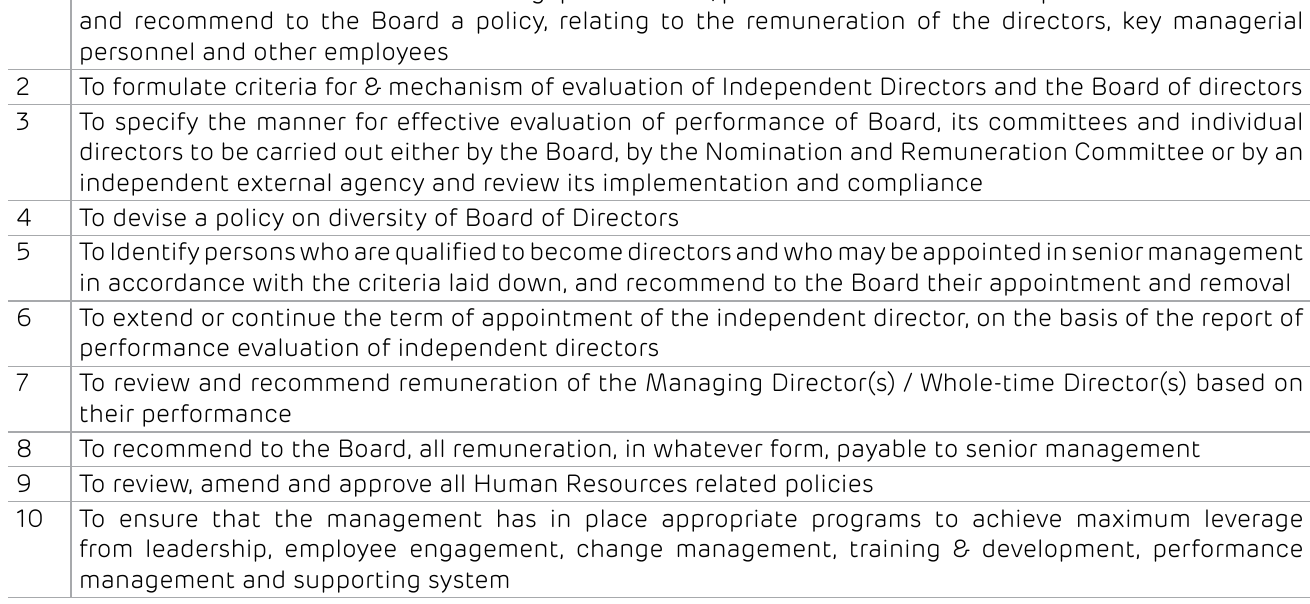 and recommend to the Board a policy, relating to the remuneration of the directors, key managerial
personnel and other employees
2 To formulate criteria for & mechanism of evaluation of Independent Directors and the Board of directors
3 To specify the manner for effective evaluation of performance of Board, its committees and individual
directors to be carried out either by the Board, by the Nomination and Remuneration Committee or by an
independent external agency and review its implementation and compliance
4 To devise a policy on diversity of Board of Directors
5 To Identify persons who are qualified to become directors and who may be appointed in senior management
in accordance with the criteria laid down, and recommend to the Board their appointment and removal
6 To extend or continue the term of appointment of the independent director, on the basis of the report of
performance evaluation of independent directors
7 To review and recommend remuneration of the Managing Director(s) / Whole-time Director(s) based on
their performance
8 To recommend to the Board, all remuneration, in whatever form, payable to senior management
9 To review, amend and approve all Human Resources related policies
10 To ensure that the management has in place appropriate programs to achieve maximum leverage
from leadership, employee engagement, change management, training & development, performance
management and supporting system